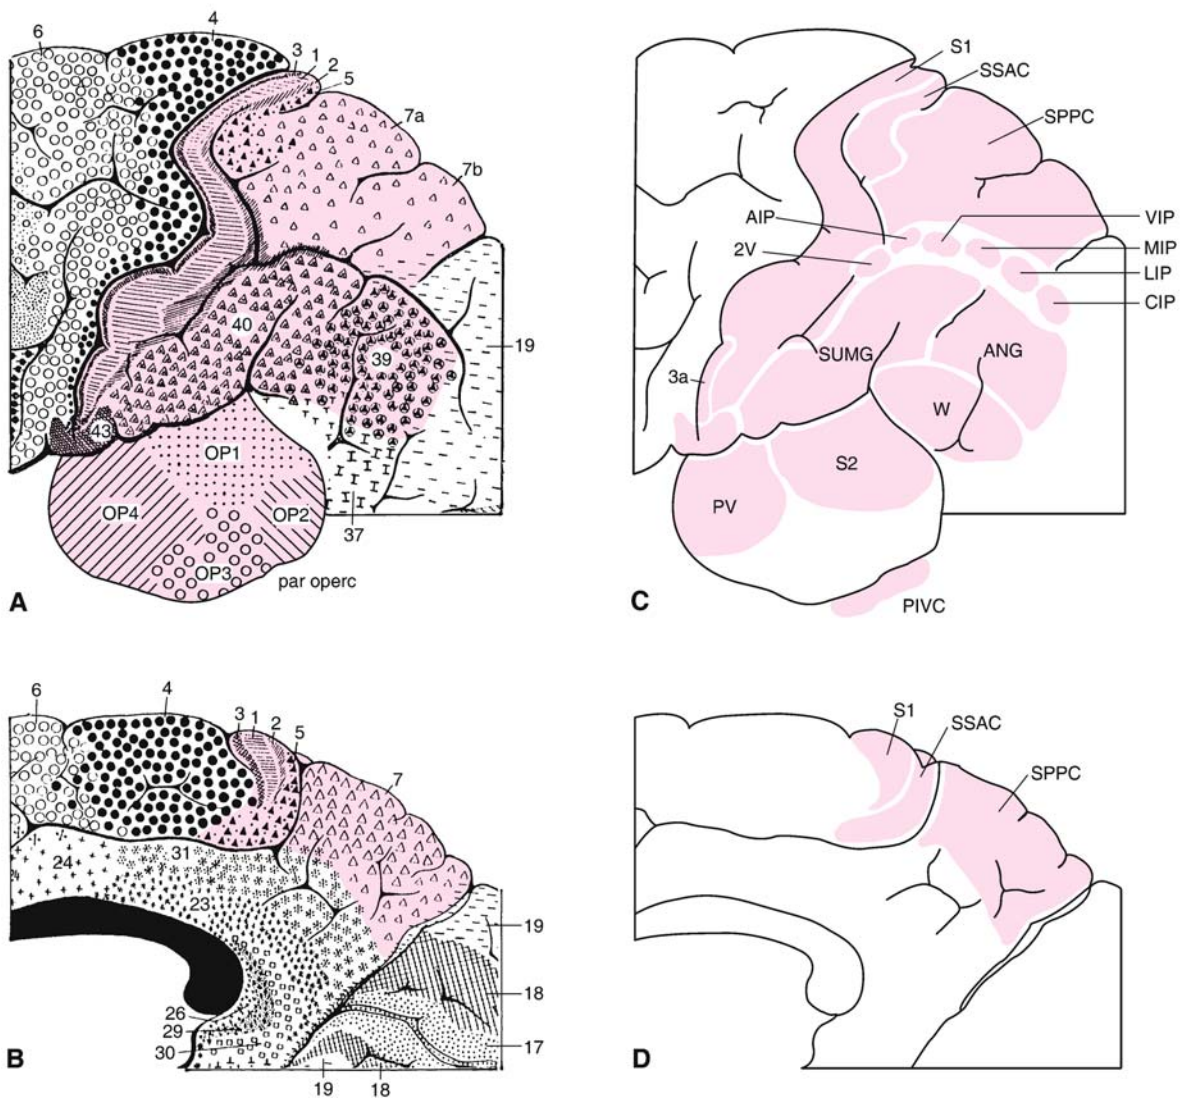 6
4
3
1
2
5
7a
7b
40
39
19
43
OP1
OP4
OP2
OP3
37
par operc
A
S1
SSAC
SPPC
AIP
VIP
2V
MIP
LIP
CIP
SUMG
ANG
3a
W
S2
PV
C
PIVC
6
4
3
1
2
5
7
31
24
23
19
26
18
29
30
17
B
19
18
S1
SSAC
SPPC
D